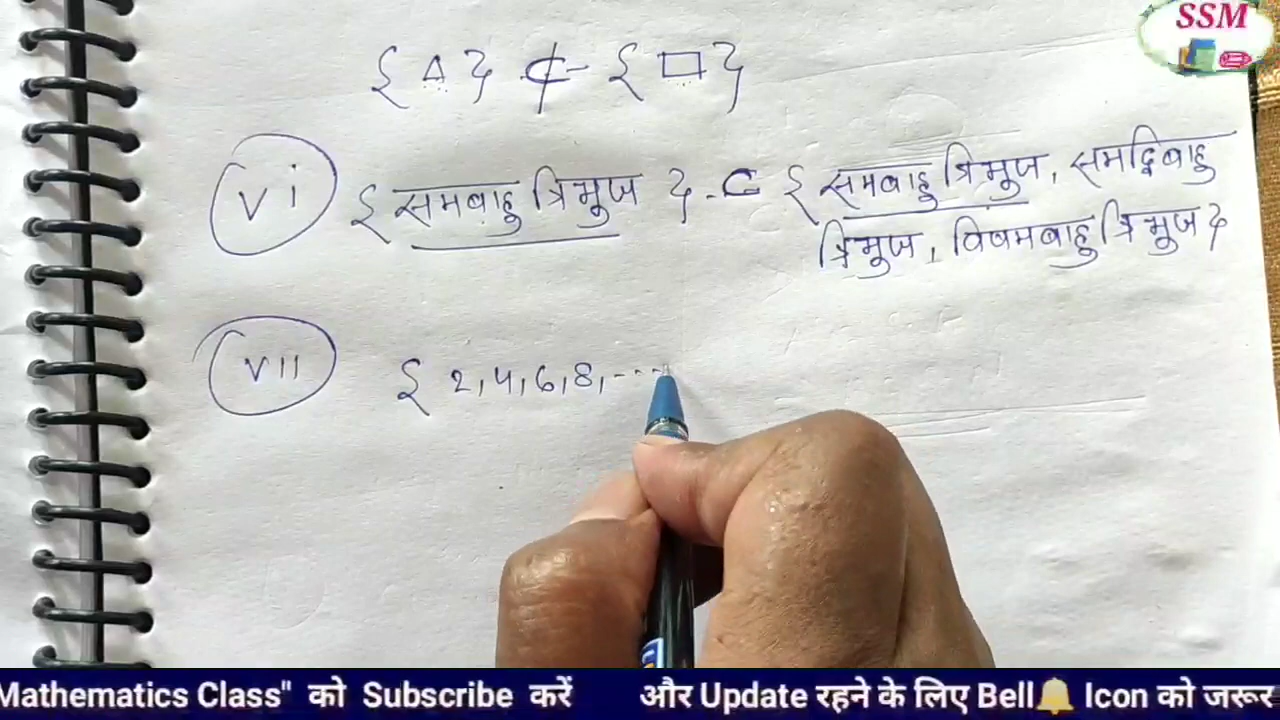 SSM
{ △ } ⊄ { □ }
vi { समबाहु त्रिभुज } ⊂ { समबाहु त्रिभुज, समद्विबाहु
त्रिभुज, विषमबाहु त्रिभुज }
vii { 2, 4, 6, 8, ----
Mathematics Class" को Subscribe करें और Update रहने के लिए Bell🔔 Icon को जरूर